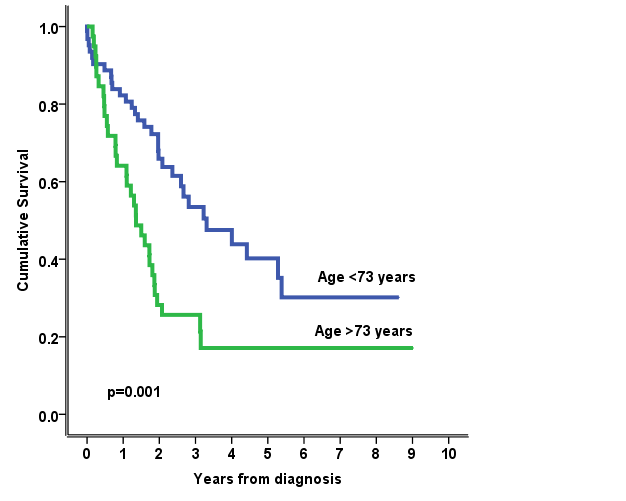 Cumulative Survival
1.0
0.8
0.6
0.4
0.2
0.0
Age <73 years
Age >73 years
p=0.001
0 1 2 3 4 5 6 7 8 9 10
Years from diagnosis